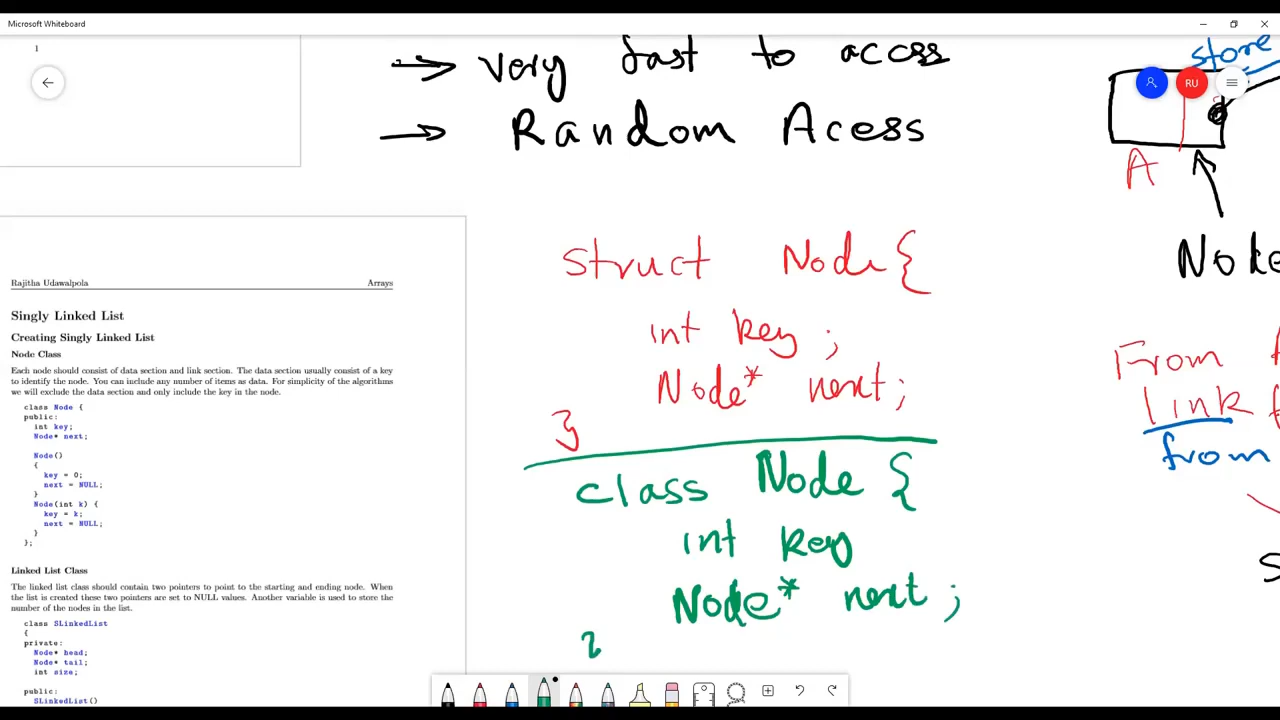 Microsoft Whiteboard
1
→ very fast to access
→ Random Acess
store
RU
A
Node
struct Node {
int key ;
Node* next ;
}
class Node {
int key
Node* next ;
From
link
from
Rajitha Udawalpola Arrays
Singly Linked List
Creating Singly Linked List
Node Class
Each node should consist of data section and link section. The data section usually consist of a key
to identify the node. You can include any number of items as data. For simplicity of the algorithms
we will exclude the data section and only include the key in the node.
class Node {
public:
int key;
Node* next;
Node()
{
key = 0;
next = NULL;
}
Node(int k) {
key = k;
next = NULL;
}
};
Linked List Class
The linked list class should contain two pointers to point to the starting and ending node. When
the list is created these two pointers are set to NULL values. Another variable is used to store the
number of the nodes in the list.
class SLinkedList
{
private:
Node* head;
Node* tail;
int size;
public:
SLinkedList()